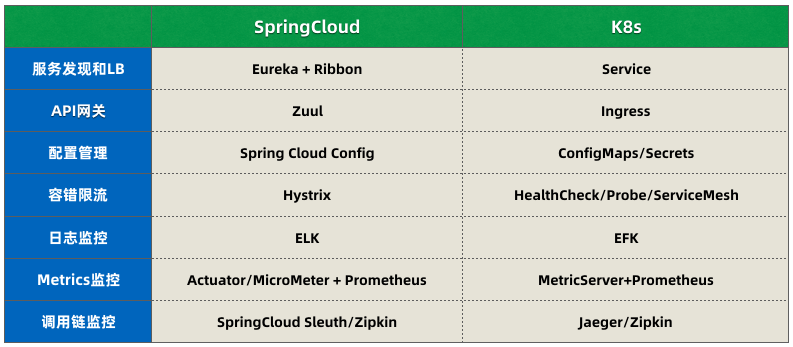 SpringCloud K8s
服务发现和LB Eureka + Ribbon Service
API网关 Zuul Ingress
配置管理 Spring Cloud Config ConfigMaps/Secrets
容错限流 Hystrix HealthCheck/Probe/ServiceMesh
日志监控 ELK EFK
Metrics监控 Actuator/MicroMeter + Prometheus MetricServer+Prometheus
调用链监控 SpringCloud Sleuth/Zipkin Jaeger/Zipkin